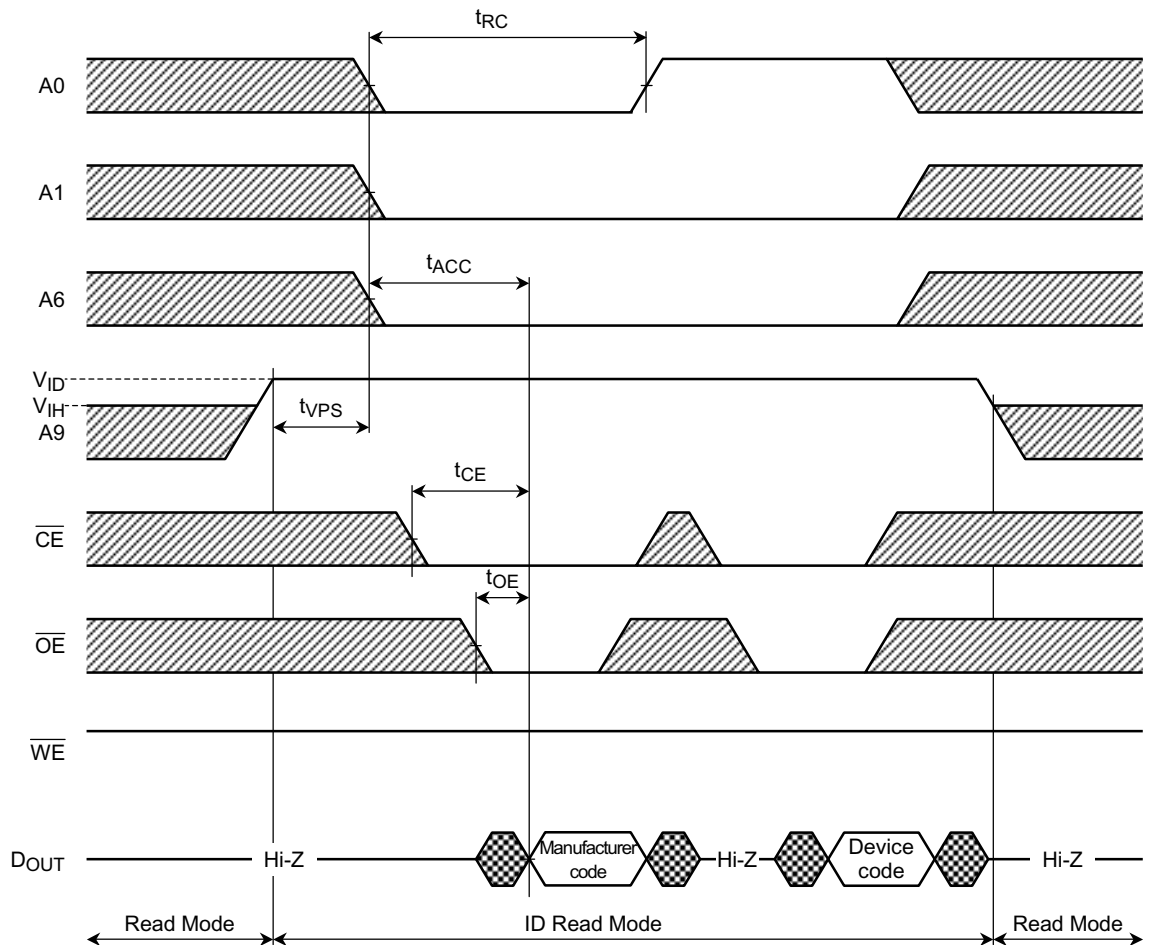 tRC
A0
A1
tACC
A6
VID
VIH
A9
tVPS
tCE
CE
tOE
OE
WE
DOUT
Hi-Z
Manufacturer
code
Hi-Z
Device
code
Hi-Z
Read Mode
ID Read Mode
Read Mode